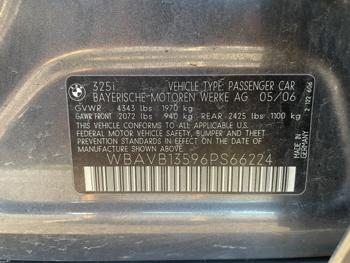 BMW
325i VEHICLE TYPE: PASSENGER CAR
BAYERISCHE-MOTOREN WERKE AG 05/06
GVWR 4343 lbs 1970 kg
GAWR FRONT 2072 lbs 940 kg - REAR 2425 lbs 1100 kg
THIS VEHICLE CONFORMS TO ALL APPLICABLE
FEDERAL MOTOR VEHICLE SAFETY, BUMPER, AND THEFT
PREVENTION STANDARDS IN EFFECT ON THE DATE OF
MANUFACTURE SHOWN ABOVE.
WBAVB13596PS66224
MADE IN
GERMANY